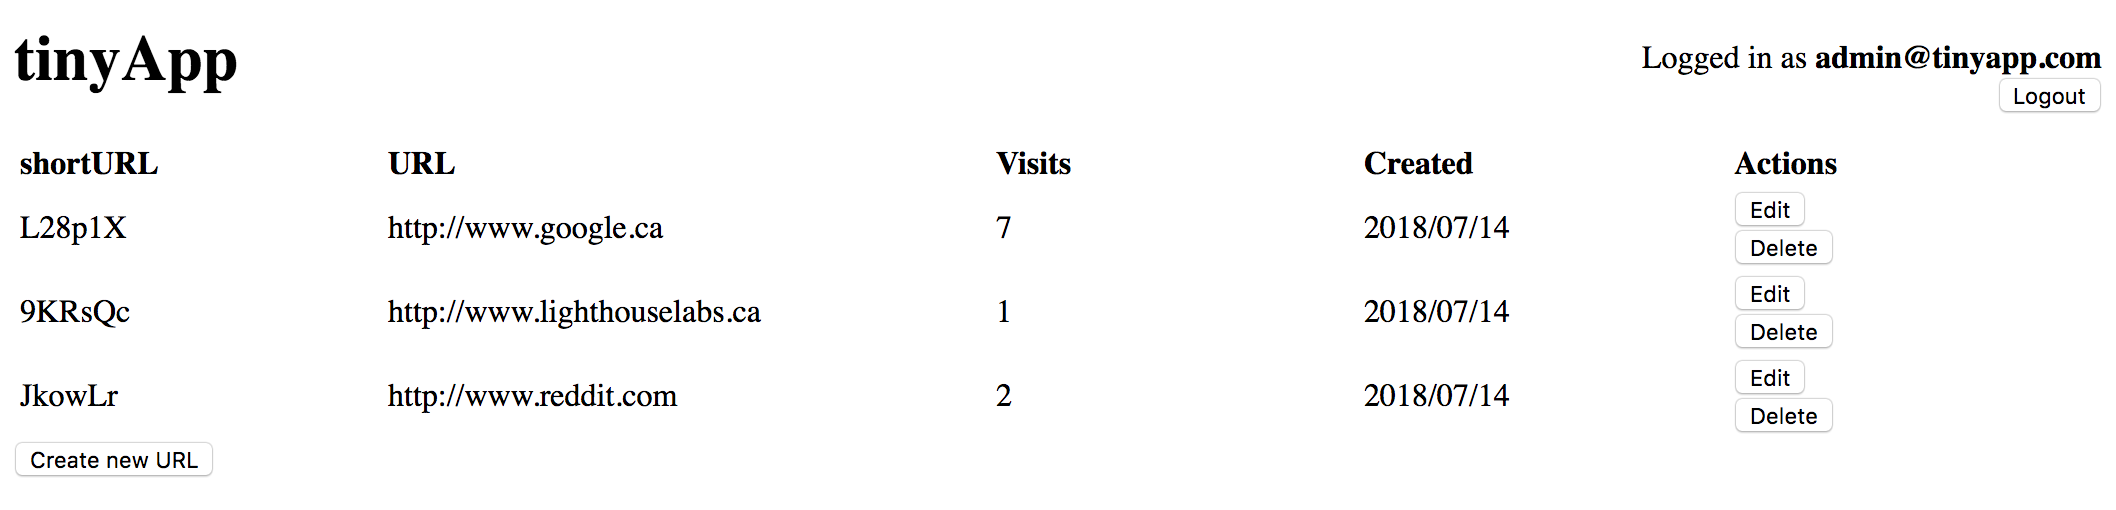 tinyApp
Logged in as admin@tinyapp.com
Logout
shortURL URL Visits Created Actions
L28p1X http://www.google.ca 7 2018/07/14 Edit
Delete
9KRsQc http://www.lighthouselabs.ca 1 2018/07/14 Edit
Delete
JkowLr http://www.reddit.com 2 2018/07/14 Edit
Delete
Create new URL